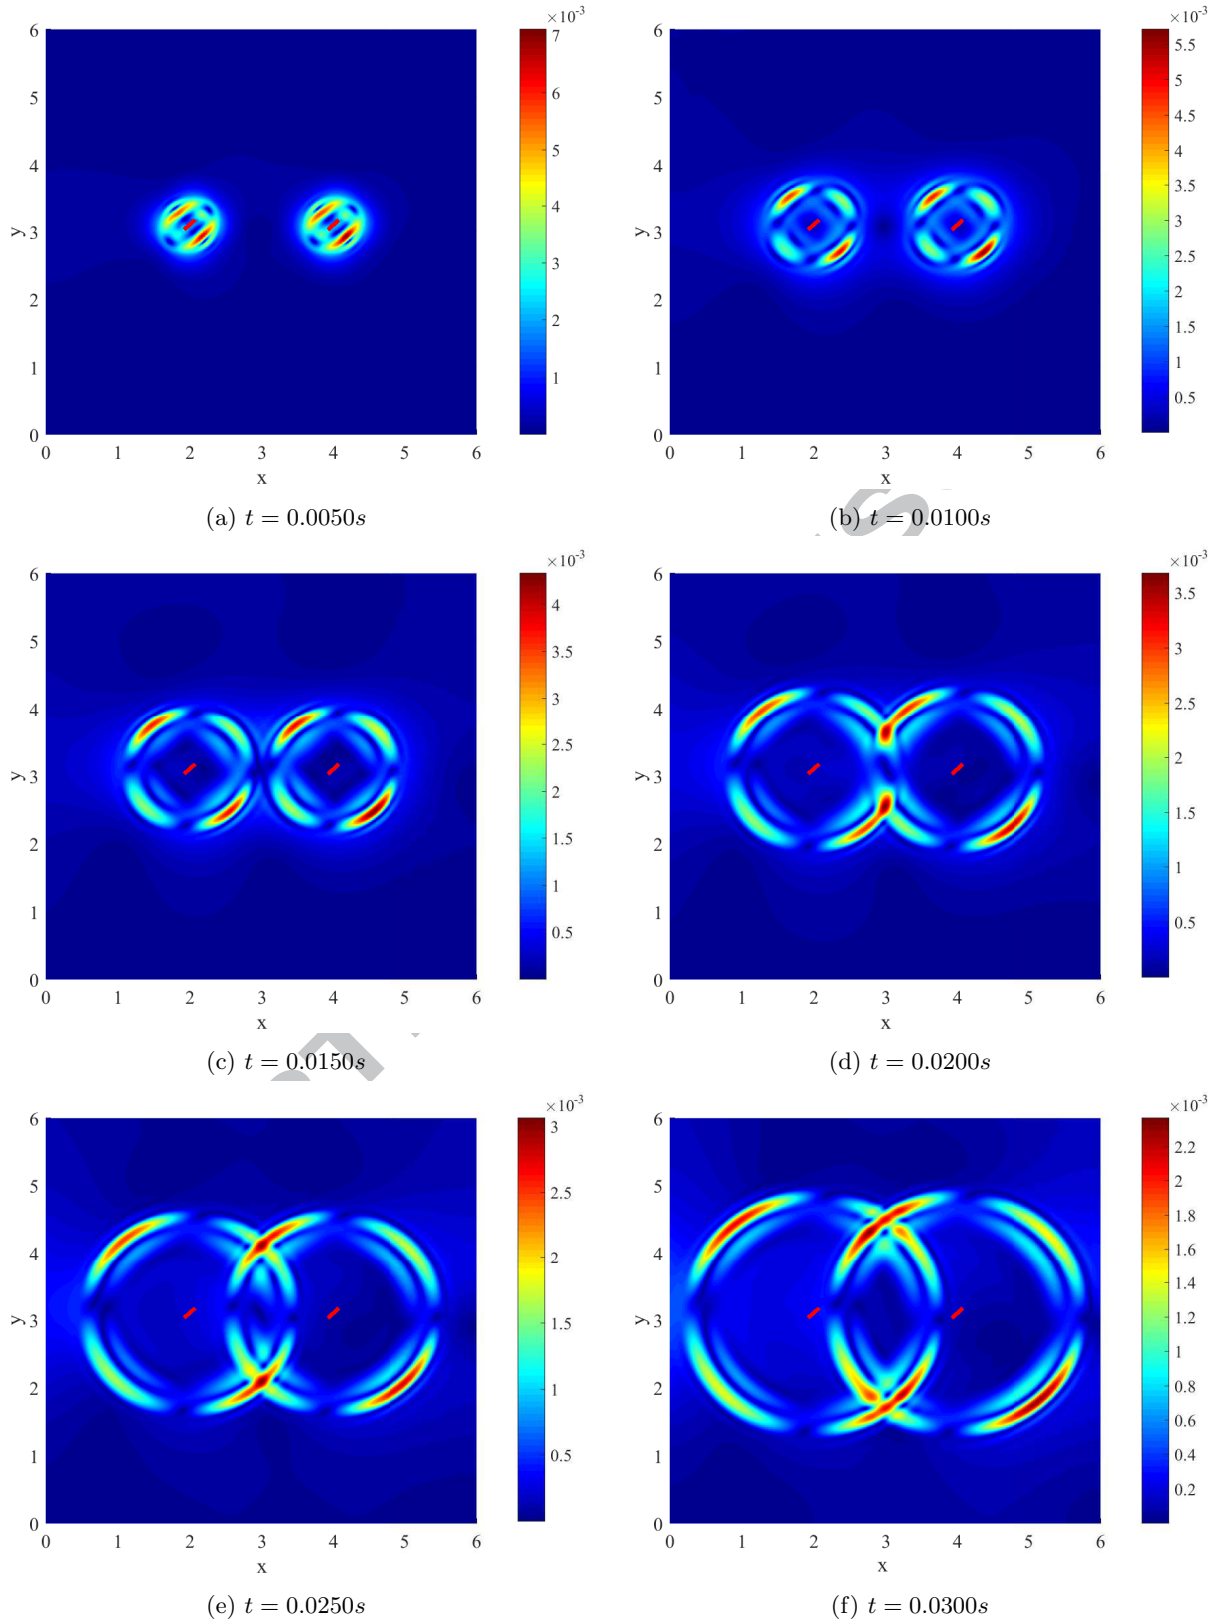 ×10⁻³ ×10⁻³
6 5 4 3 2 1 0 y 7 6 5 4 3 2 1
6 5 4 3 2 1 0 y 5.5 5 4.5 4 3.5 3 2.5 2 1.5 1 0.5
0 1 2 3 4 5 6 0 1 2 3 4 5 6
x x
(a) t = 0.0050s (b) t = 0.0100s
×10⁻³ ×10⁻³
6 5 4 3 2 1 0 y 4 3.5 3 2.5 2 1.5 1 0.5
6 5 4 3 2 1 0 y 3.5 3 2.5 2 1.5 1 0.5
0 1 2 3 4 5 6 0 1 2 3 4 5 6
x x
(c) t = 0.0150s (d) t = 0.0200s
×10⁻³ ×10⁻³
6 5 4 3 2 1 0 y 3 2.5 2 1.5 1 0.5
6 5 4 3 2 1 0 y 2.2 2 1.8 1.6 1.4 1.2 1 0.8 0.6 0.4 0.2
0 1 2 3 4 5 6 0 1 2 3 4 5 6
x x
(e) t = 0.0250s (f) t = 0.0300s